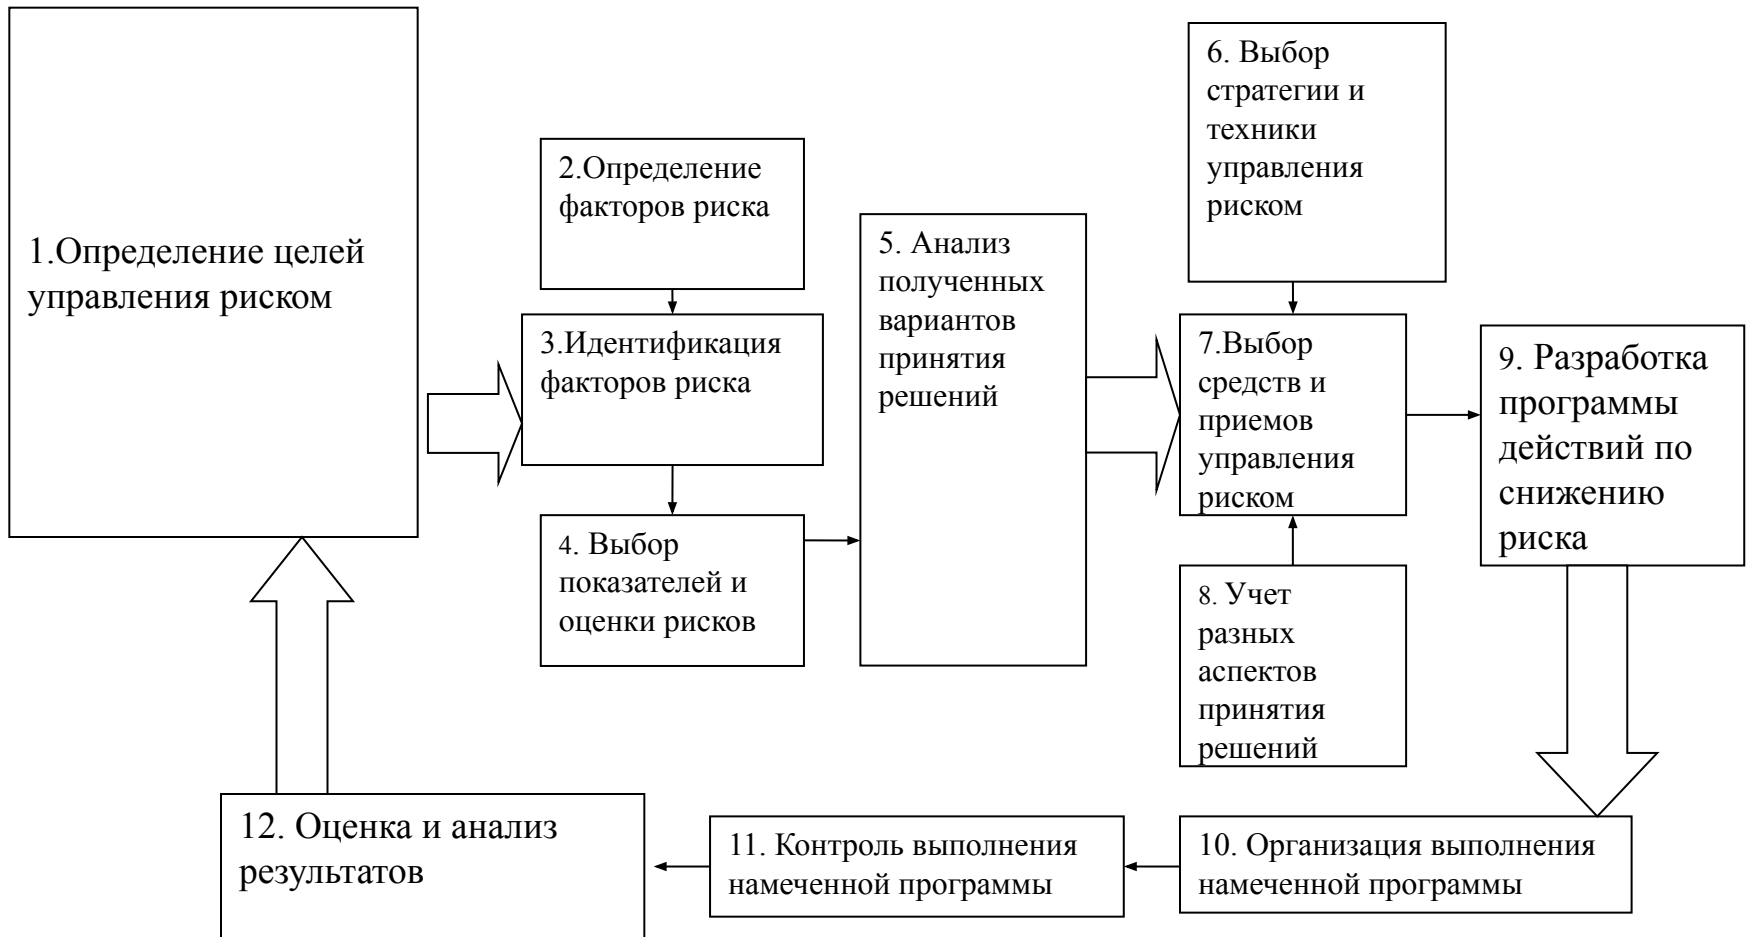 1.Определение целей
управления риском
2.Определение
факторов риска
3.Идентификация
факторов риска
4. Выбор
показателей и
оценки рисков
5. Анализ
полученных
вариантов
принятия
решений
6. Выбор
стратегии и
техники
управления
риском
7.Выбор
средств и
приемов
управления
риском
8. Учет
разных
аспектов
принятия
решений
9. Разработка
программы
действий по
снижению
риска
10. Организация выполнения
намеченной программы
11. Контроль выполнения
намеченной программы
12. Оценка и анализ
результатов